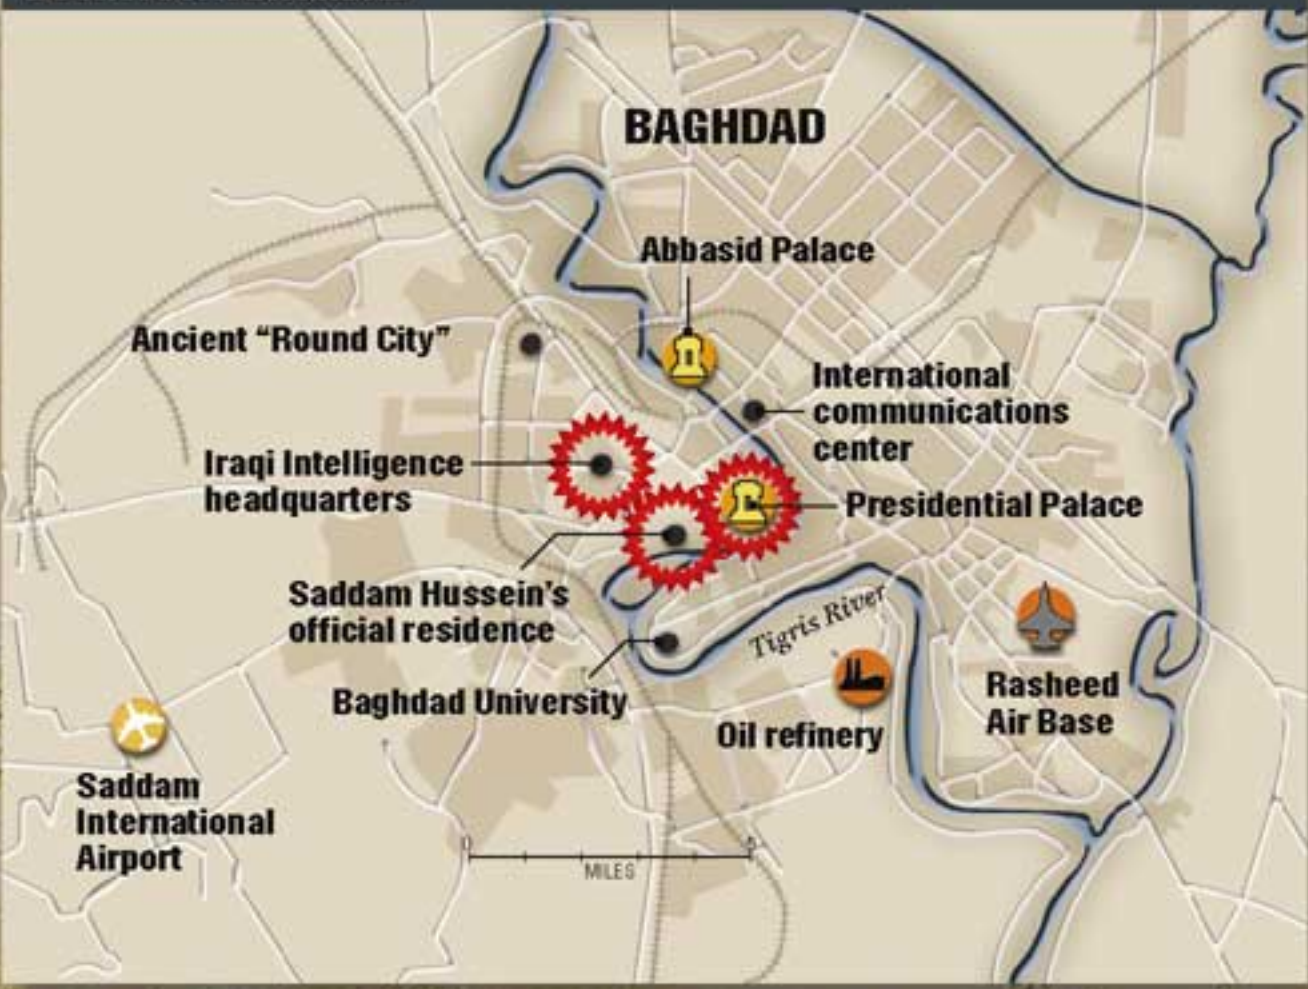 BAGHDAD
Abbasid Palace
Ancient “Round City”
International
communications
center
Iraqi Intelligence
headquarters
Presidential Palace
Saddam Hussein’s
official residence
Tigris River
Baghdad University
Rasheed
Air Base
Oil refinery
Saddam
International
Airport
0 5
MILES